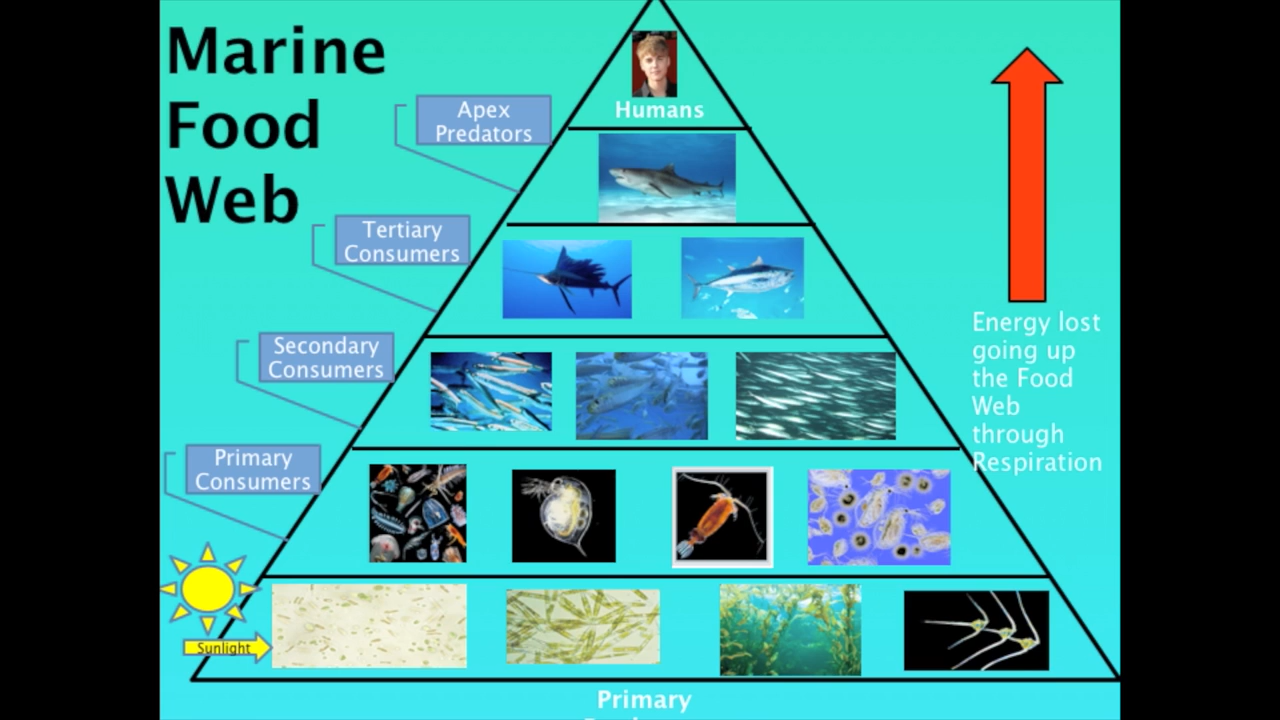 Marine
Food
Web
Humans
Apex
Predators
Tertiary
Consumers
Secondary
Consumers
Primary
Consumers
Sunlight
Energy lost
going up
the Food
Web
through
Respiration
Primary